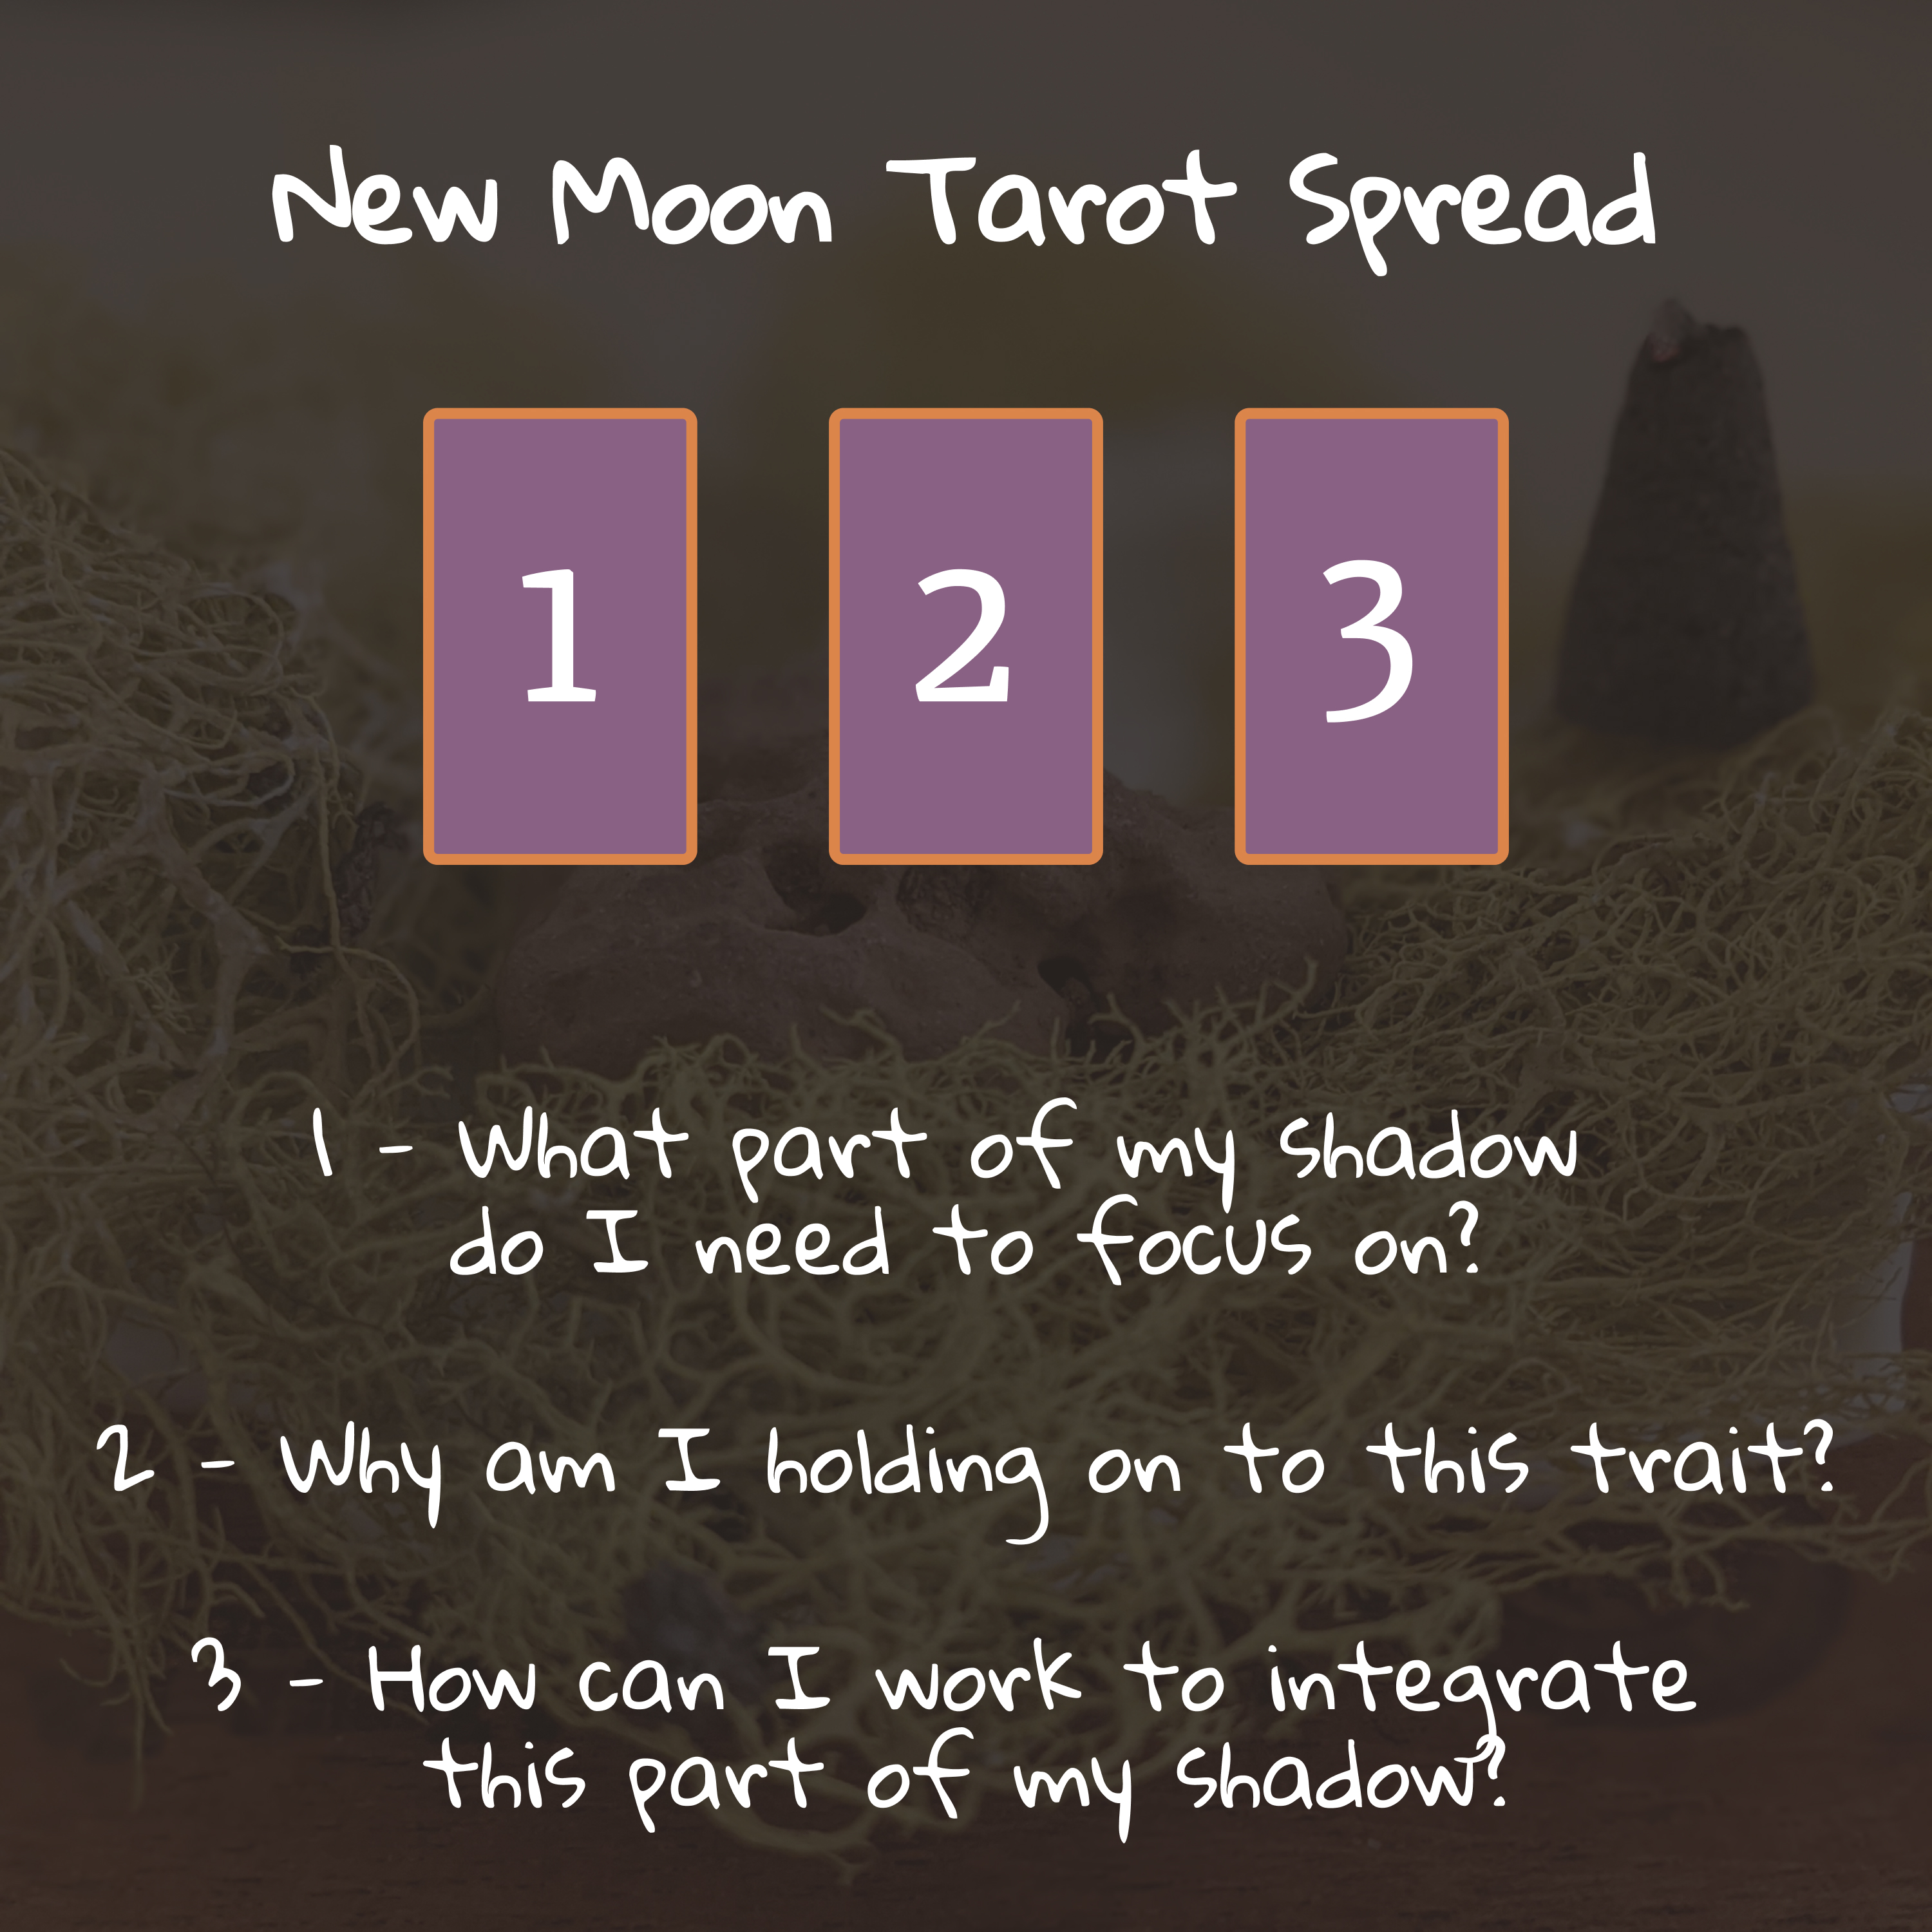 New Moon Tarot Spread
1 2 3
1 - What part of my shadow
do I need to focus on?
2 - Why am I holding on to this trait?
3 - How can I work to integrate
this part of my shadow?